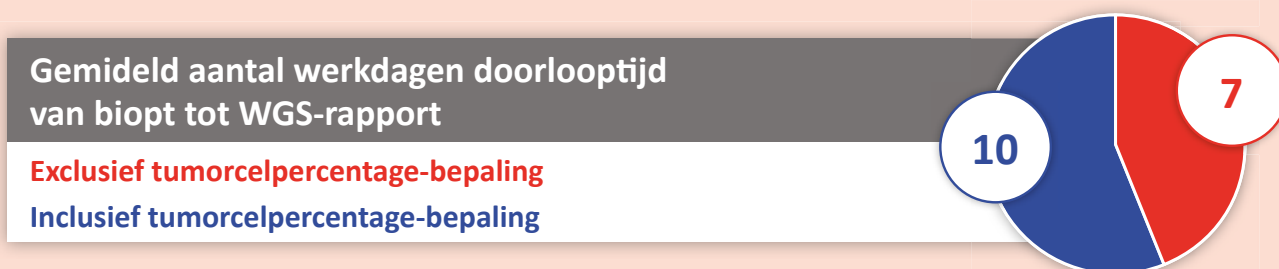 Gemideld aantal werkdagen doorlooptijd
van biopt tot WGS-rapport
Exclusief tumorcelpercentage-bepaling
Inclusief tumorcelpercentage-bepaling
10
7